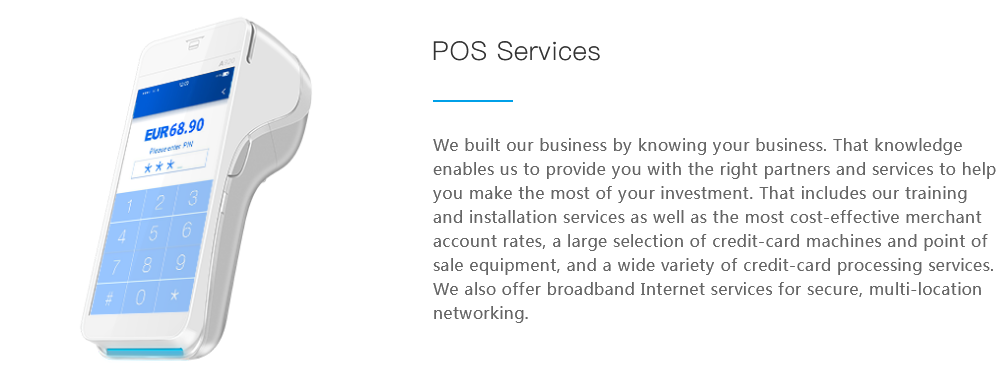 12:00
EUR68.90
Please enter PIN
***
1 2 3
4 5 6
7 8 9
# 0 *
POS Services
We built our business by knowing your business. That knowledge
enables us to provide you with the right partners and services to help
you make the most of your investment. That includes our training
and installation services as well as the most cost-effective merchant
account rates, a large selection of credit-card machines and point of
sale equipment, and a wide variety of credit-card processing services.
We also offer broadband Internet services for secure, multi-location
networking.